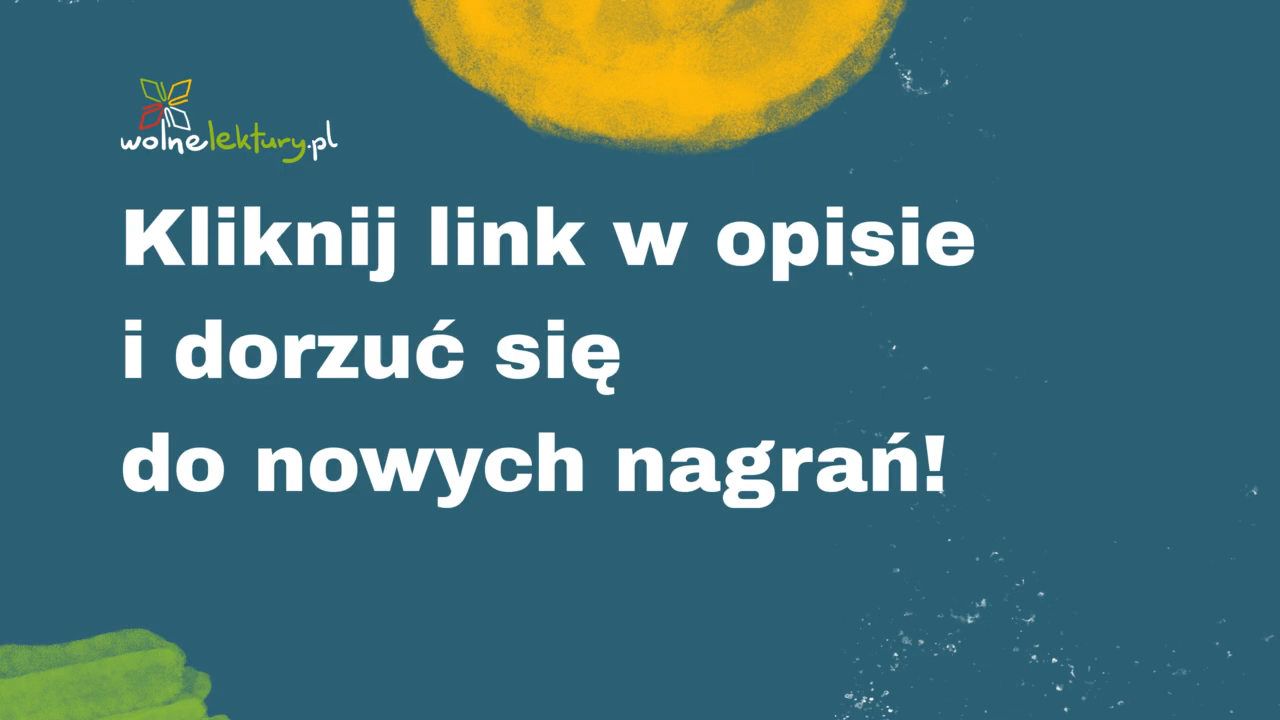 wolnelektury.pl
Kliknij link w opisie
i dorzuć się
do nowych nagrań!